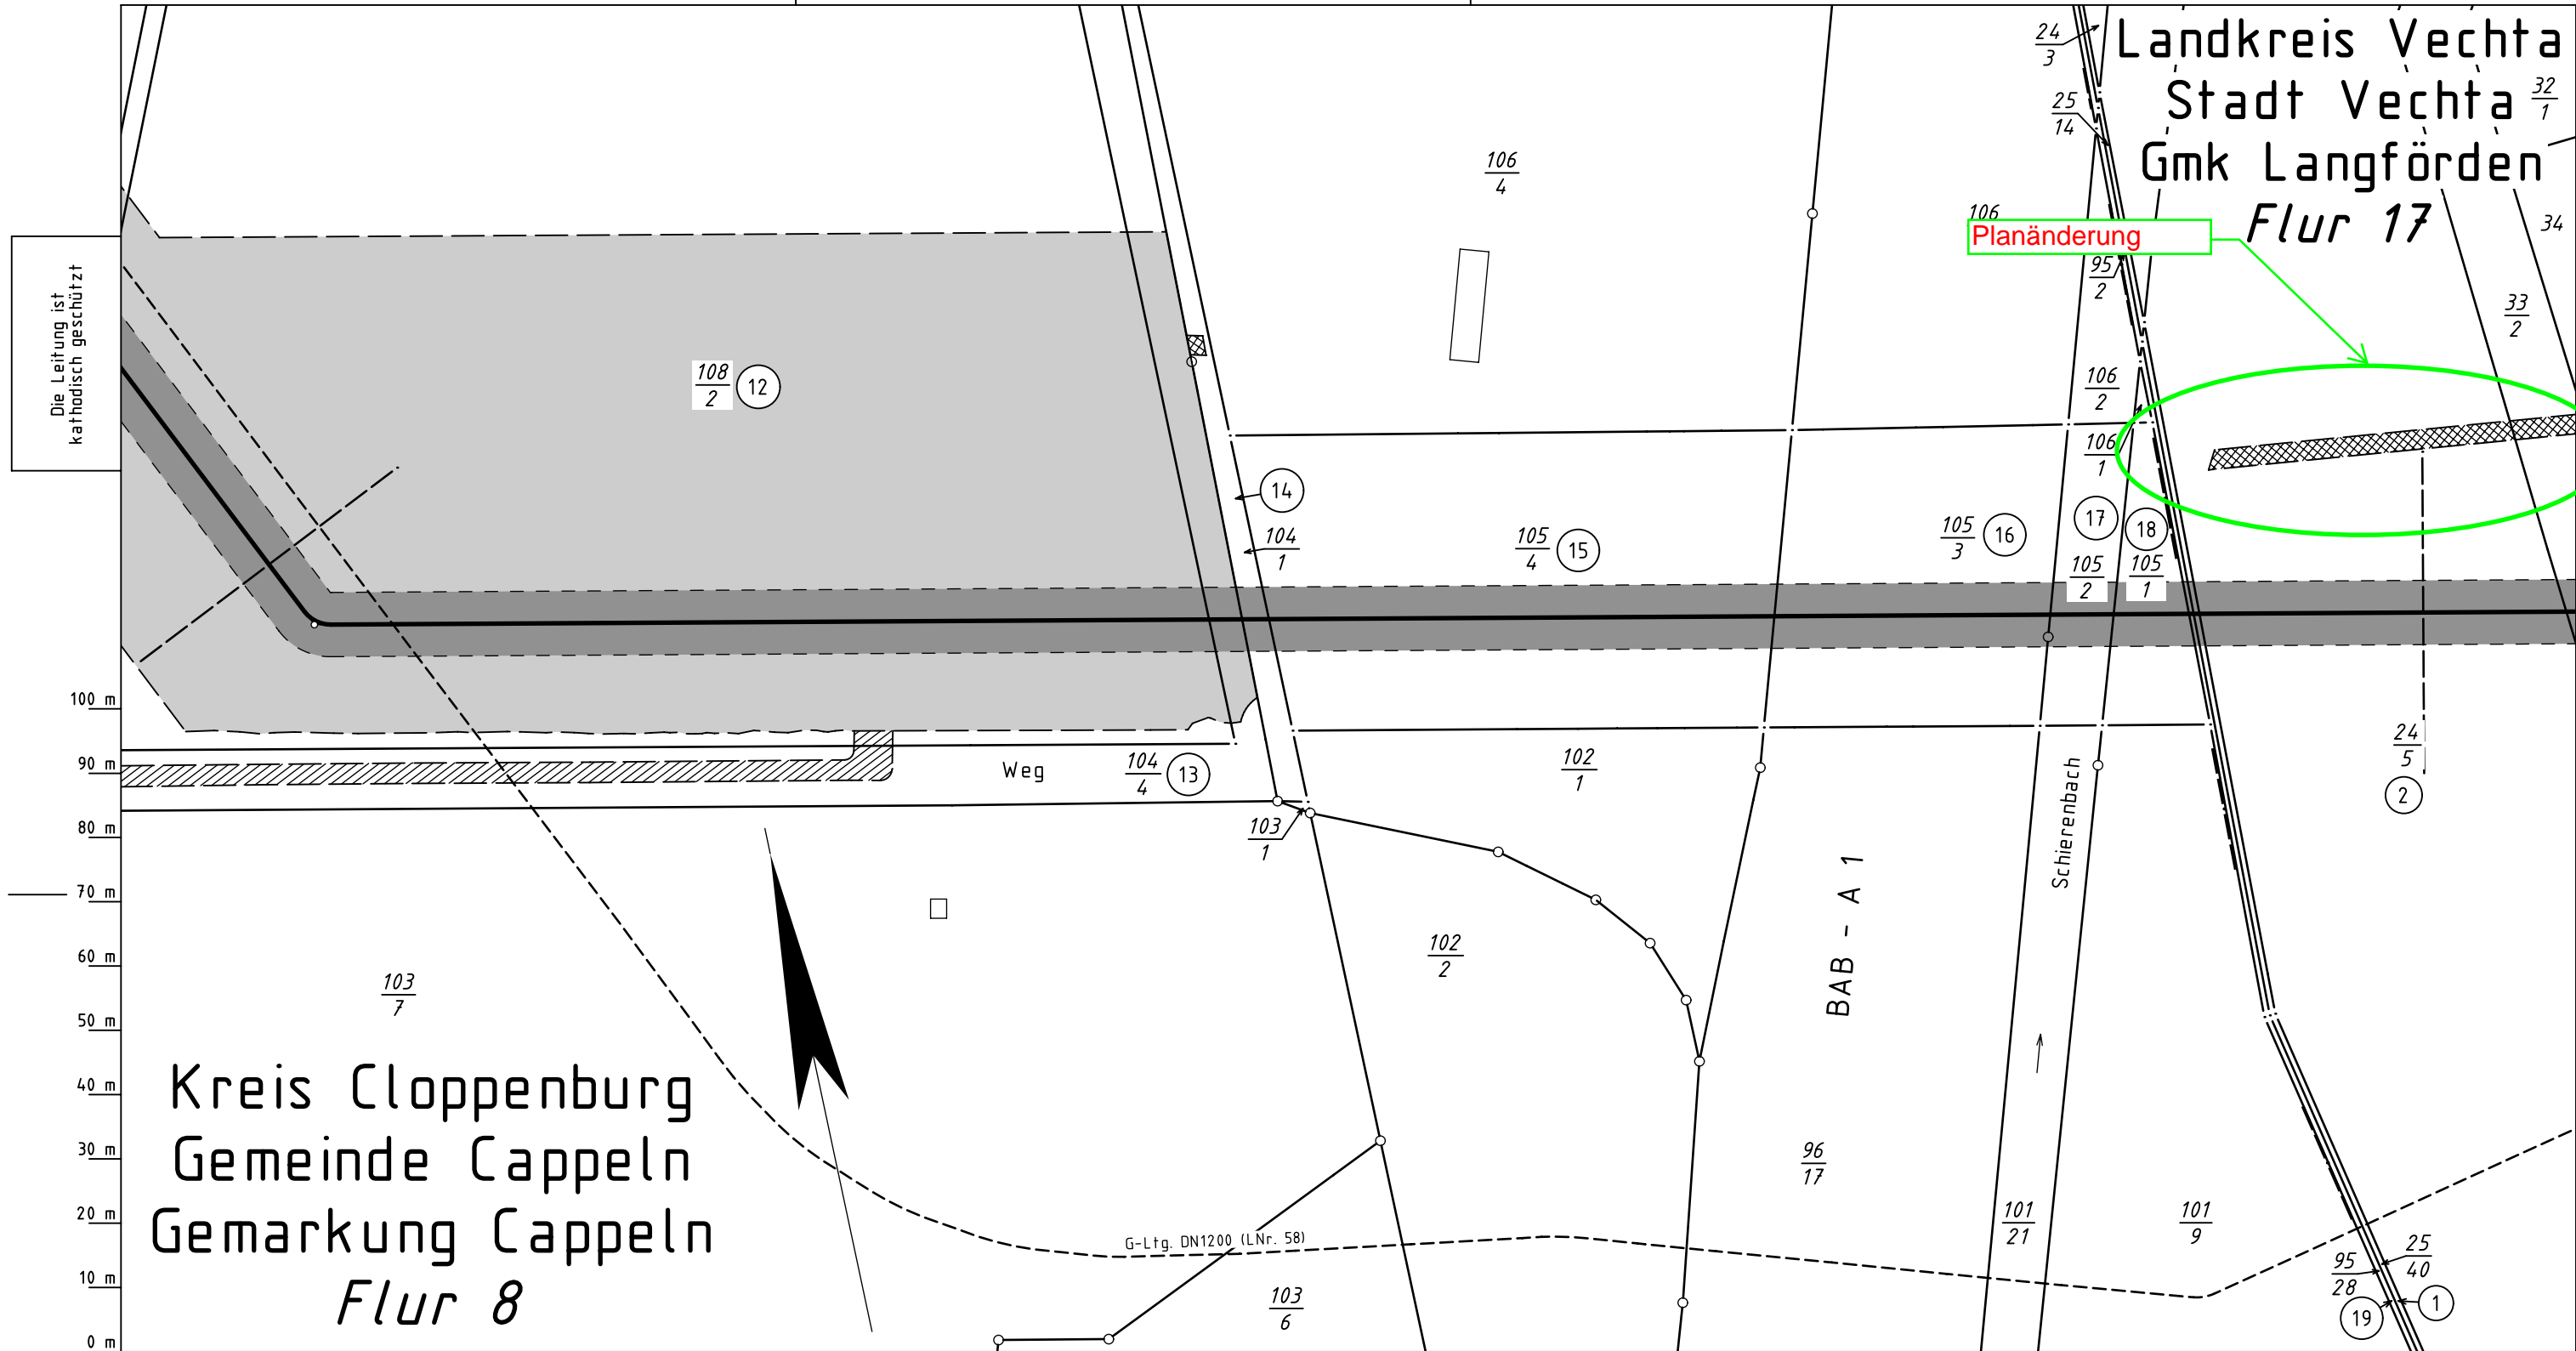 Landkreis Vechta
Stadt Vechta
Gmk Langförden
Flur 17
24
3
25
14
32
1
34
33
2
106
4
106
Planänderung
95
2
106
2
106
1
Die Leitung ist
kathodisch geschützt
108
2
12
14
104
1
105
4
15
105
3
16
17
18
105
2
105
1
100 m
90 m
80 m
70 m
60 m
50 m
40 m
30 m
20 m
10 m
0 m
Weg
104
4
13
103
1
102
1
24
5
2
Schierenbach
BAB - A 1
102
2
103
7
Kreis Cloppenburg
Gemeinde Cappeln
Gemarkung Cappeln
Flur 8
96
17
101
21
101
9
G-Ltg. DN1200 (LNr. 58)
103
6
95
28
25
40
19
1